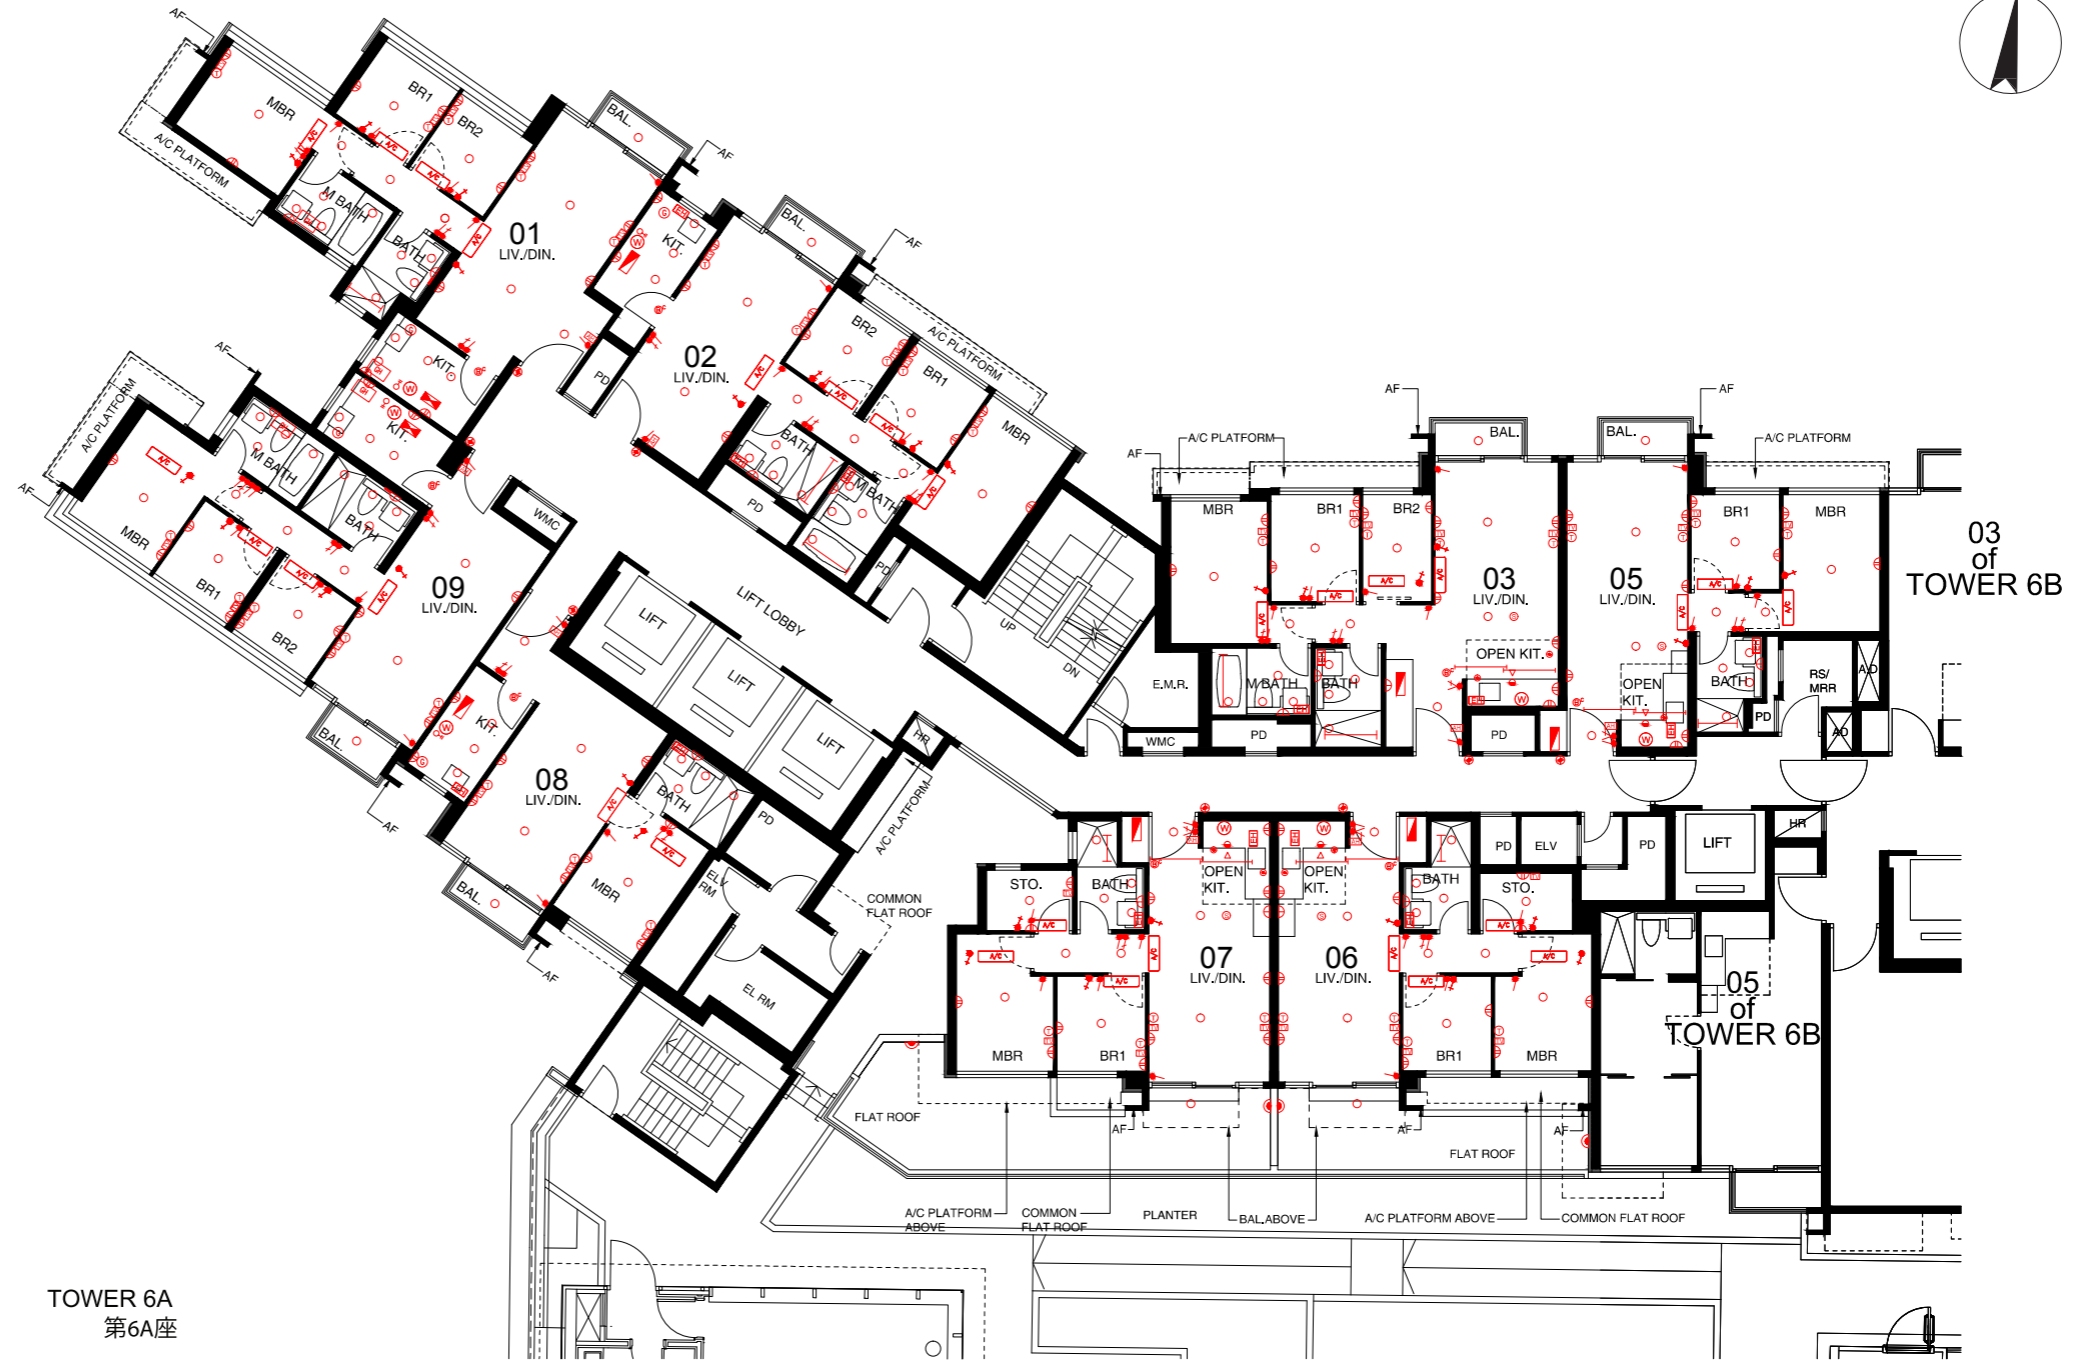 AF
MBR
BR1
BR2
A/C PLATFORM
BAL.
AF
A/C
A/C
A/C
M BATH
BATH
01
LIV./DIN.
A/C
KIT.
BAL.
AF
PD
KIT.
02
LIV./DIN.
A/C
BR2
A/C PLATFORM
BR1
MBR
A/C
A/C
A/C
BATH
M BATH
PD
PD
AF
A/C PLATFORM
AF
MBR
A/C
M BATH
KIT.
BATH
BR1
A/C
BR2
A/C
A/C
09
LIV./DIN.
WMC
BAL.
AF
KIT.
LIFT
LIFT
LIFT
LIFT LOBBY
UP
DN
E.M.R.
WMC
HR
08
LIV./DIN.
A/C
BATH
A/C
MBR
BAL.
AF
PD
A/C PLATFORM
ELV
RM
EL RM
COMMON
FLAT ROOF
AF
AF
A/C PLATFORM
BAL.
BAL.
AF
A/C PLATFORM
MBR
BR1
BR2
A/C
A/C
A/C
A/C
03
LIV./DIN.
OPEN KIT.
M BATH
BATH
PD
PD
05
LIV./DIN.
OPEN
KIT.
BR1
MBR
A/C
A/C
A/C
BATH
PD
RS/
MRR
A.D
AD
03
of
TOWER 6B
STO.
BATH
OPEN
KIT.
A/C
A/C
A/C
A/C
07
LIV./DIN.
MBR
BR1
OPEN
KIT.
BATH
STO.
06
LIV./DIN.
A/C
A/C
A/C
A/C
BR1
MBR
PD
ELV
PD
LIFT
HR
05
of
TOWER 6B
FLAT ROOF
AF
AF
AF
FLAT ROOF
A/C PLATFORM
ABOVE
COMMON
FLAT ROOF
PLANTER
BAL.ABOVE
A/C PLATFORM ABOVE
COMMON FLAT ROOF
TOWER 6A
第6A座